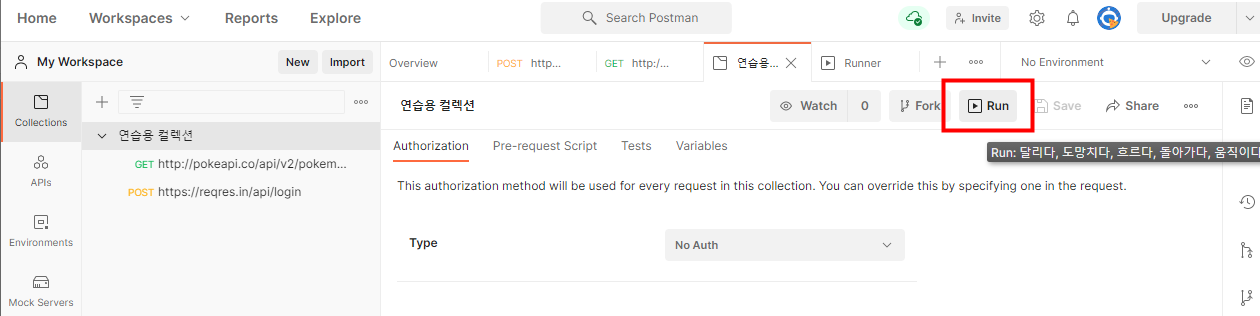 Home Workspaces Reports Explore Search Postman Invite Upgrade
My Workspace New Import Overview POST http... GET http:/... 연습용... Runner No Environment
연습용 컬렉션 Watch 0 Fork Run Save Share
Collections
연습용 컬렉션
Authorization Pre-request Script Tests Variables
Run: 달리다, 도망치다, 흐르다, 돌아가다, 움직이다
GET http://pokeapi.co/api/v2/pokem...
APIs
This authorization method will be used for every request in this collection. You can override this by specifying one in the request.
POST https://reqres.in/api/login
Environments
Type No Auth
Mock Servers